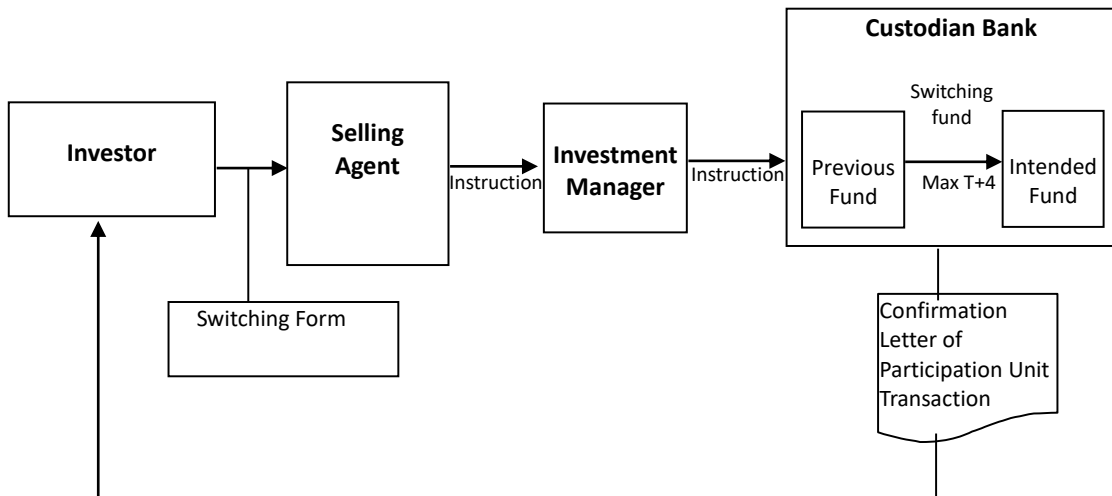 Custodian Bank
Investor
Selling
Agent
Instruction
Investment
Manager
Instruction
Switching
fund
Previous
Fund
Max T+4
Intended
Fund
Switching Form
Confirmation
Letter of
Participation Unit
Transaction